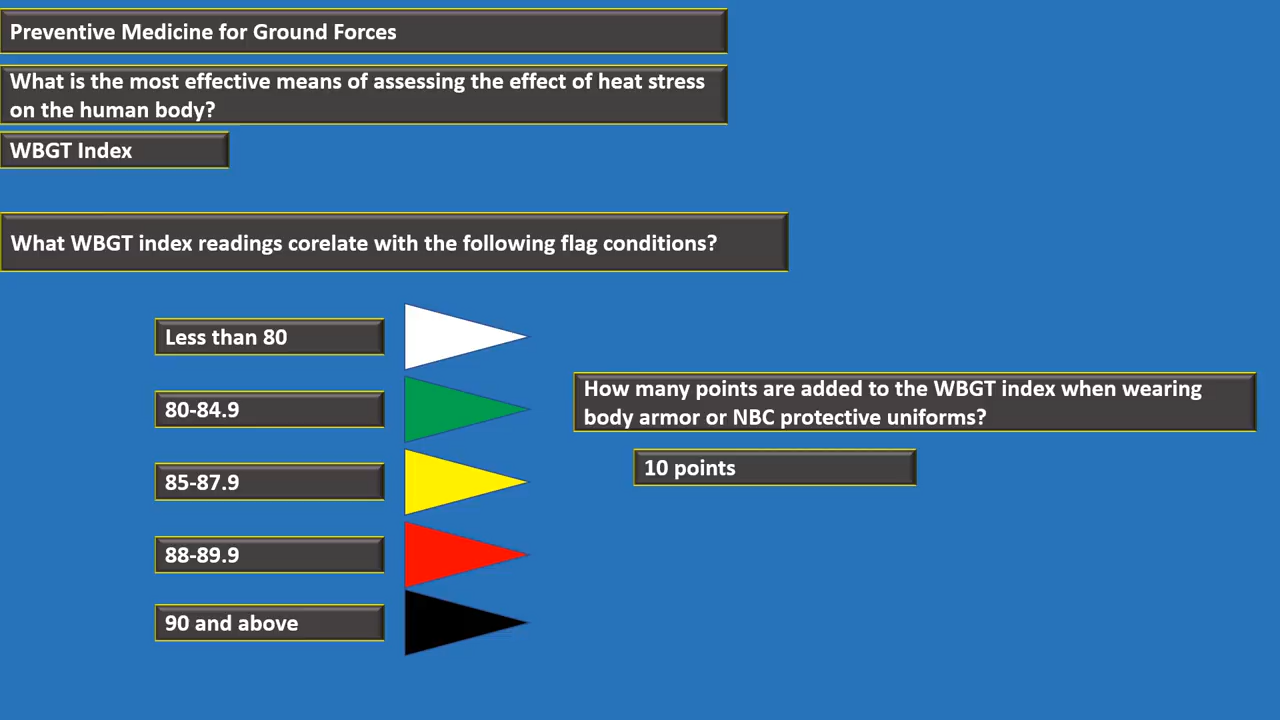 Preventive Medicine for Ground Forces
What is the most effective means of assessing the effect of heat stress
on the human body?
WBGT Index
What WBGT index readings corelate with the following flag conditions?
Less than 80
80-84.9
85-87.9
88-89.9
90 and above
How many points are added to the WBGT index when wearing
body armor or NBC protective uniforms?
10 points